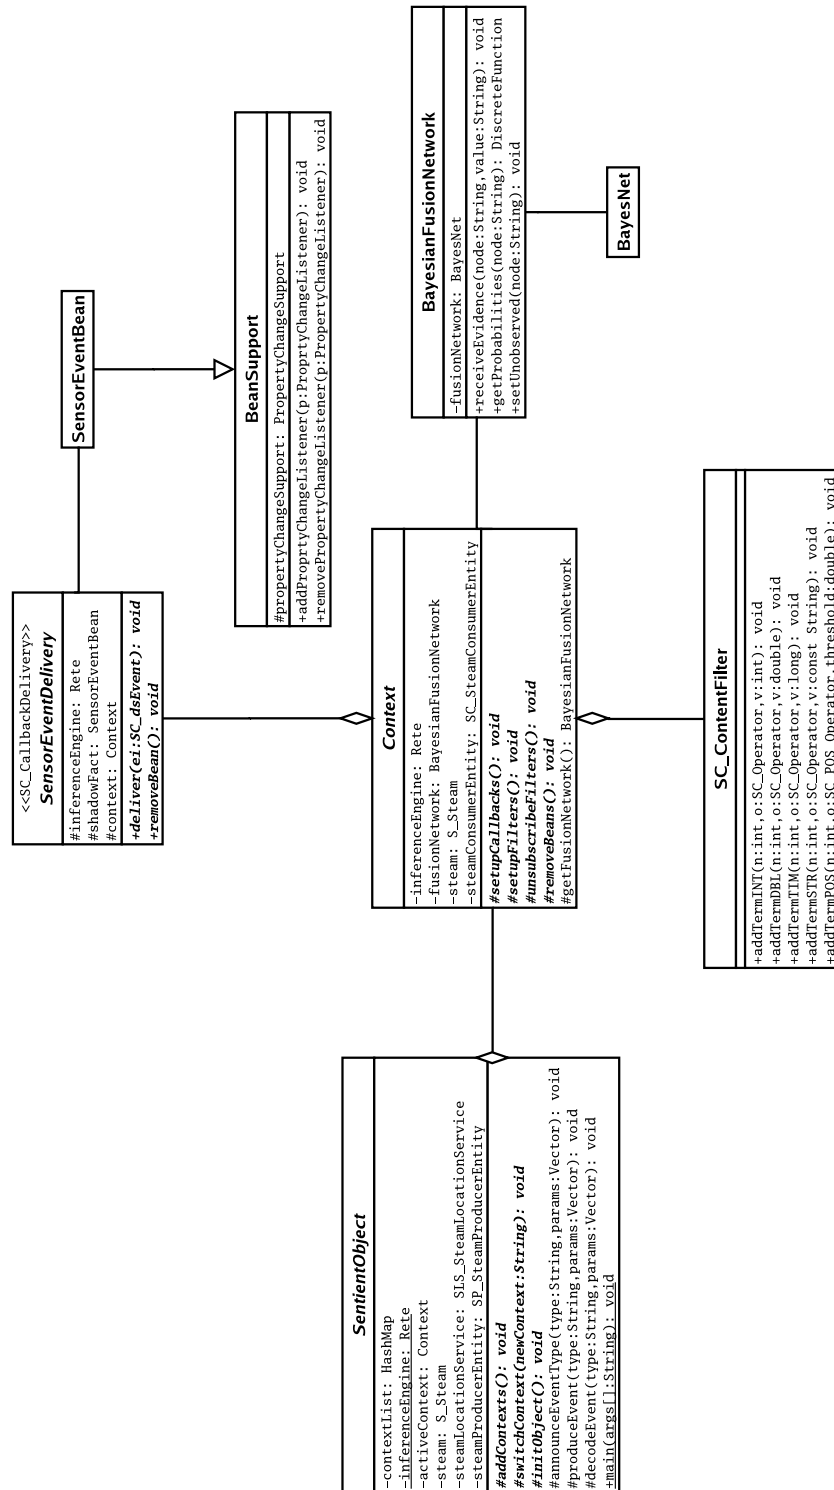 <<SC_CallbackDelivery>>
SensorEventDelivery
#inferenceEngine: Rete
#shadowFact: SensorEventBean
#context: Context
+deliver(ei:SC_dsEvent): void
+removeBean(): void
SensorEventBean
BeanSupport
#propertyChangeSupport: PropertyChangeSupport
+addProprtyChangeListener(p:ProprtyChangeListener): void
+removePropertyChangeListener(p:PropertyChangeListener): void
SentientObject
-contextList: HashMap
-inferenceEngine: Rete
-activeContext: Context
-steam: S_Steam
-steamLocationService: SLS_SteamLocationService
-steamProducerEntity: SP_SteamProducerEntity
#addContexts(): void
#switchContext(newContext:String): void
#initObject(): void
#announceEventType(type:String,params:Vector): void
#produceEvent(type:String,params:Vector): void
#decodeEvent(type:String,params:Vector): void
+main(args[]:String): void
Context
-inferenceEngine: Rete
-fusionNetwork: BayesianFusionNetwork
-steam: S_Steam
-steamConsumerEntity: SC_SteamConsumerEntity
#setupCallbacks(): void
#setupFilters(): void
#unsubscribeFilters(): void
#removeBeans(): void
#getFusionNetwork(): BayesianFusionNetwork
BayesianFusionNetwork
-fusionNetwork: BayesNet
+receiveEvidence(node:String,value:String): void
+getProbabilities(node:String): DiscreteFunction
+setUnobserved(node:String): void
BayesNet
SC_ContentFilter
+addTermINT(n:int,o:SC_Operator,v:int): void
+addTermDBL(n:int,o:SC_Operator,v:double): void
+addTermTIM(n:int,o:SC_Operator,v:long): void
+addTermSTR(n:int,o:SC_Operator,v:const String): void
+addTermPOS(n:int,o:SC_POS_Operator,threshold:double): void